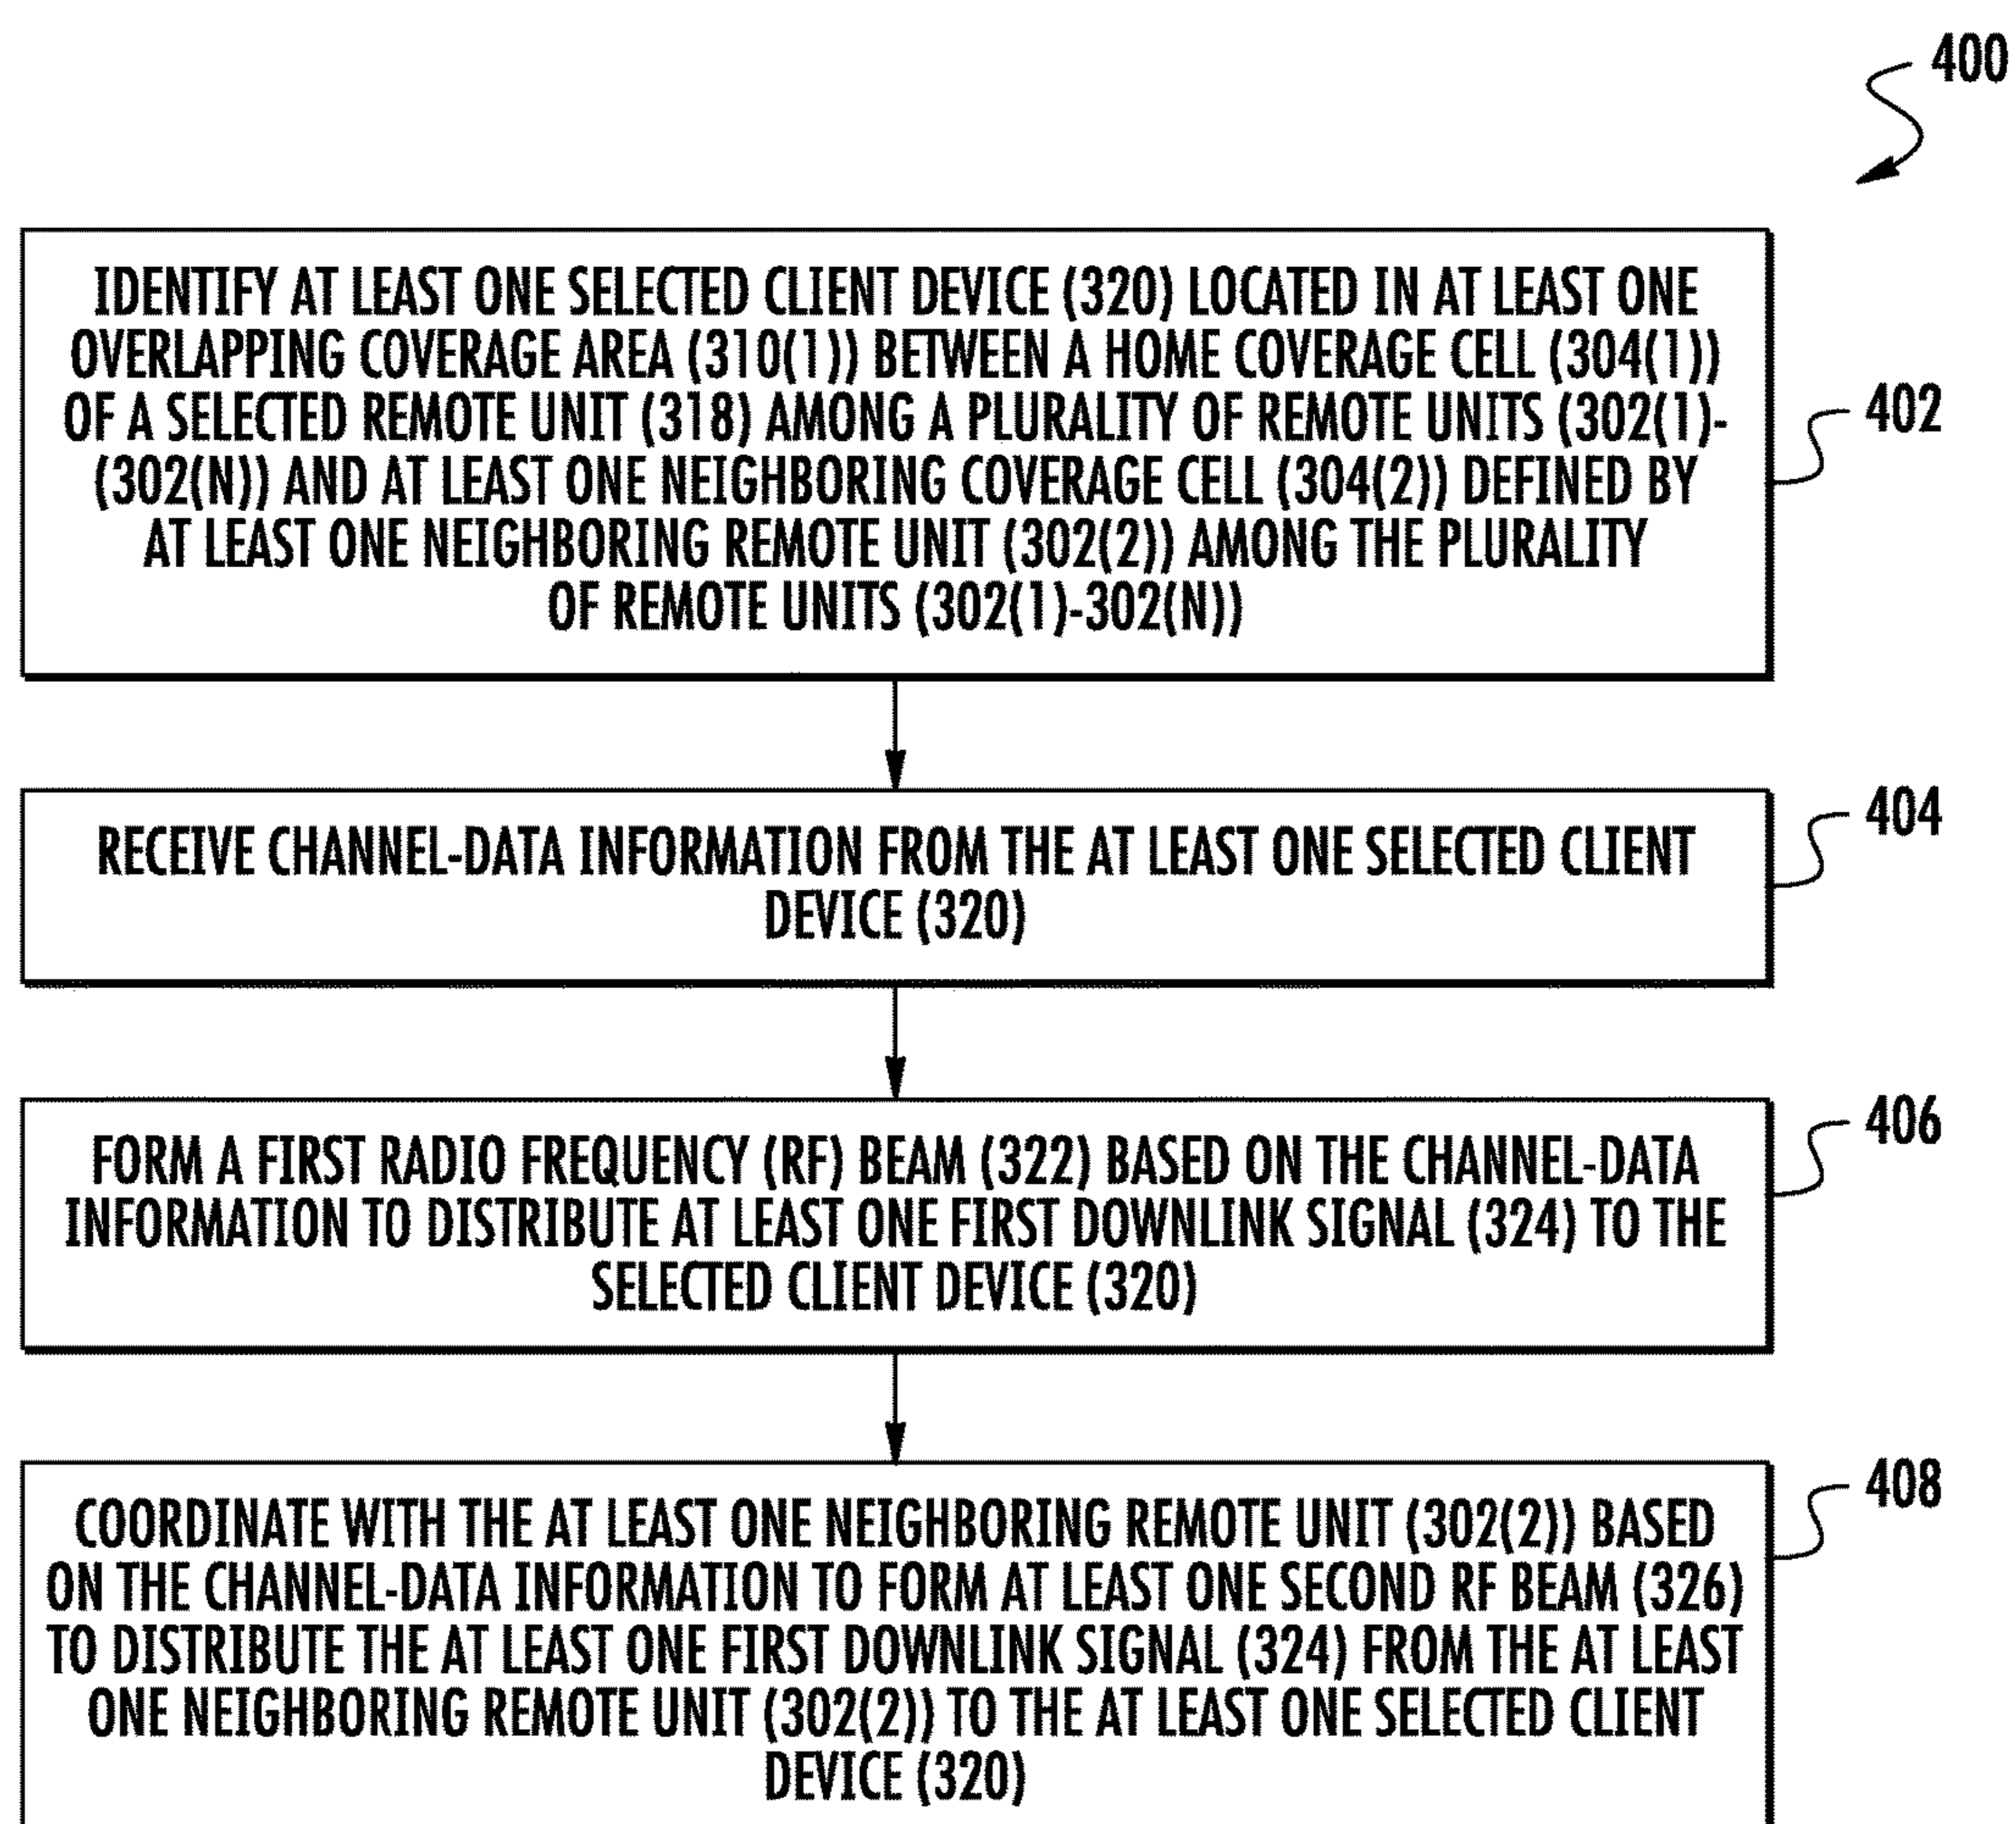 400
IDENTIFY AT LEAST ONE SELECTED CLIENT DEVICE (320) LOCATED IN AT LEAST ONE
OVERLAPPING COVERAGE AREA (310(1)) BETWEEN A HOME COVERAGE CELL (304(1))
OF A SELECTED REMOTE UNIT (318) AMONG A PLURALITY OF REMOTE UNITS (302(1)-
(302(N)) AND AT LEAST ONE NEIGHBORING COVERAGE CELL (304(2)) DEFINED BY
AT LEAST ONE NEIGHBORING REMOTE UNIT (302(2)) AMONG THE PLURALITY
OF REMOTE UNITS (302(1)-302(N))
402
RECEIVE CHANNEL-DATA INFORMATION FROM THE AT LEAST ONE SELECTED CLIENT
DEVICE (320)
404
FORM A FIRST RADIO FREQUENCY (RF) BEAM (322) BASED ON THE CHANNEL-DATA
INFORMATION TO DISTRIBUTE AT LEAST ONE FIRST DOWNLINK SIGNAL (324) TO THE
SELECTED CLIENT DEVICE (320)
406
COORDINATE WITH THE AT LEAST ONE NEIGHBORING REMOTE UNIT (302(2)) BASED
ON THE CHANNEL-DATA INFORMATION TO FORM AT LEAST ONE SECOND RF BEAM (326)
TO DISTRIBUTE THE AT LEAST ONE FIRST DOWNLINK SIGNAL (324) FROM THE AT LEAST
ONE NEIGHBORING REMOTE UNIT (302(2)) TO THE AT LEAST ONE SELECTED CLIENT
DEVICE (320)
408